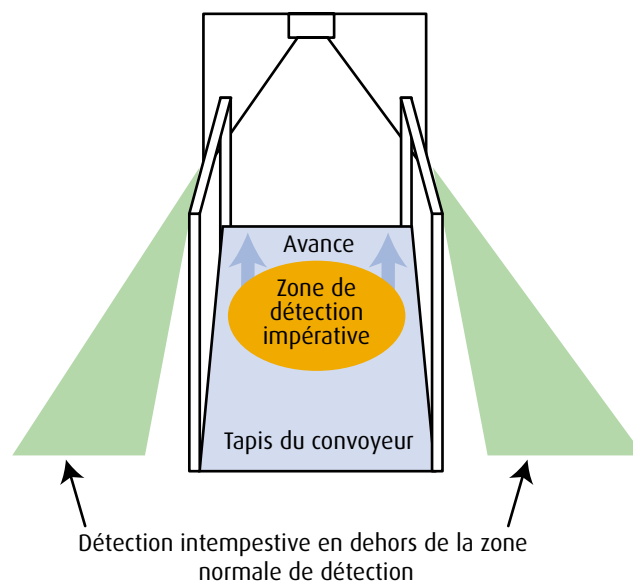 Avance
Zone de
détection
impérative
Tapis du convoyeur
Détection intempestive en dehors de la zone
normale de détection